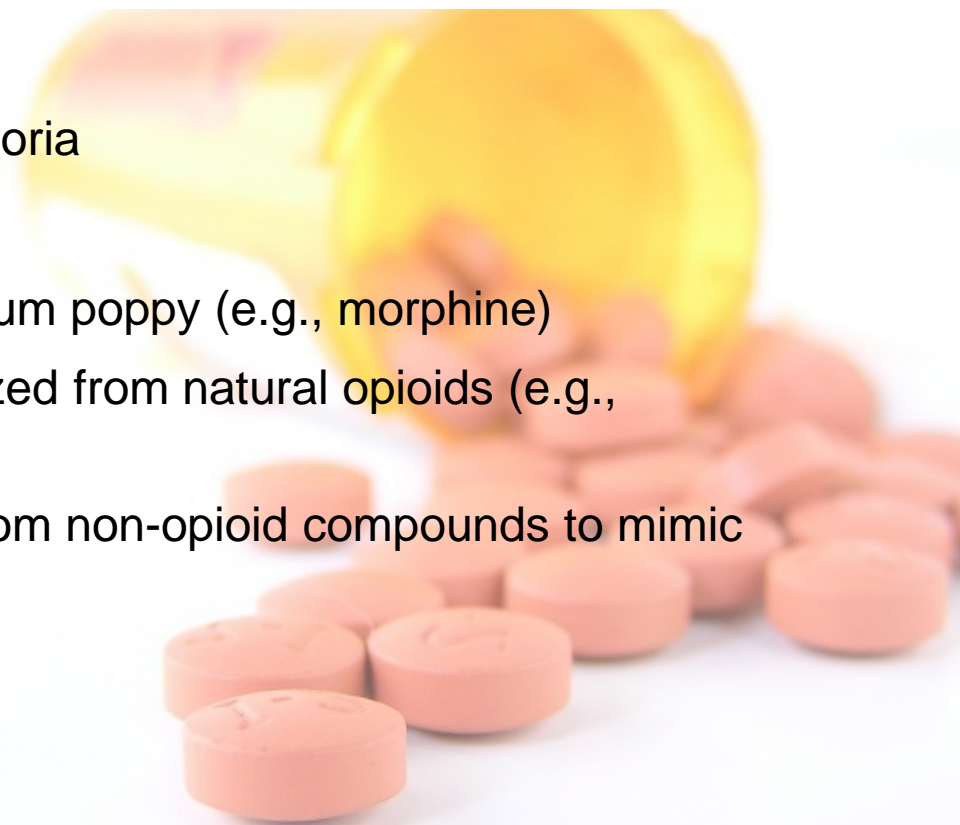 oria
um poppy (e.g., morphine)
zed from natural opioids (e.g.,
om non-opioid compounds to mimic